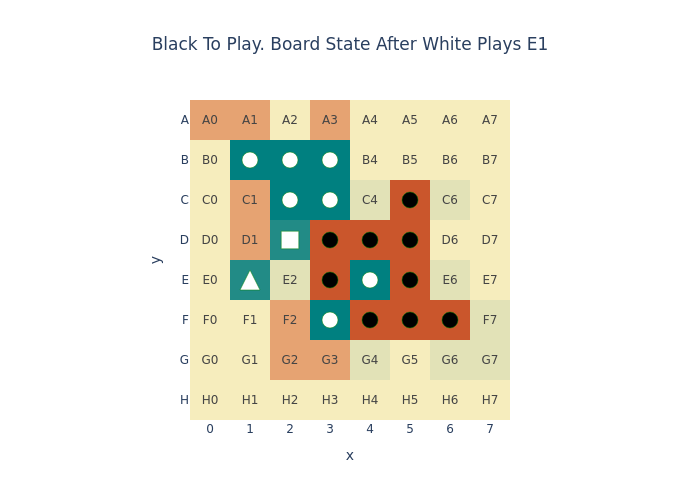 Black To Play. Board State After White Plays E1
A A0 A1 A2 A3 A4 A5 A6 A7
B B0 B4 B5 B6 B7
C C0 C1 C4 C6 C7
D D0 D1 D6 D7
E E0 E2 E6 E7
F F0 F1 F2 F7
G G0 G1 G2 G3 G4 G5 G6 G7
H H0 H1 H2 H3 H4 H5 H6 H7
0 1 2 3 4 5 6 7
x
y